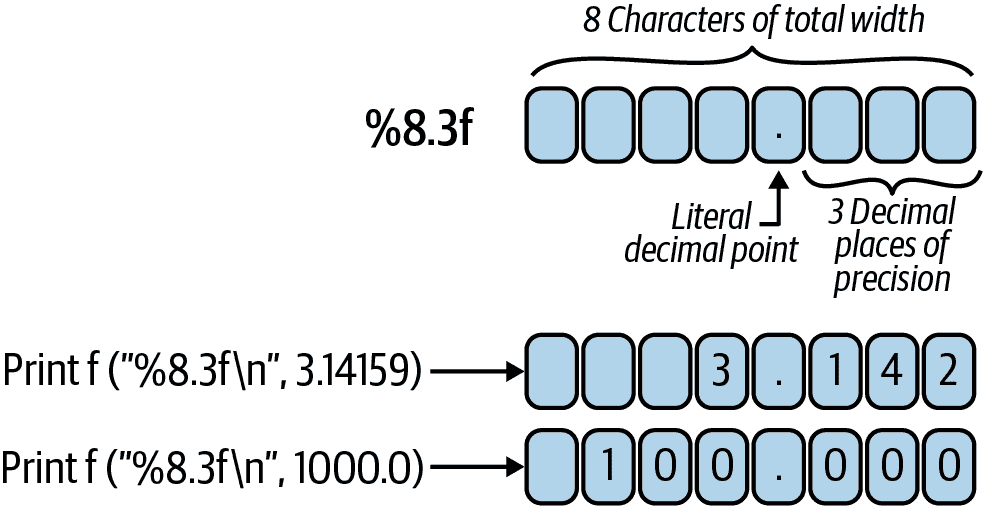 8 Characters of total width
%8.3f
.
Literal
decimal point
3 Decimal
places of
precision
Print f ("%8.3f\n", 3.14159)
3 . 1 4 2
Print f ("%8.3f\n", 1000.0)
1 0 0 . 0 0 0